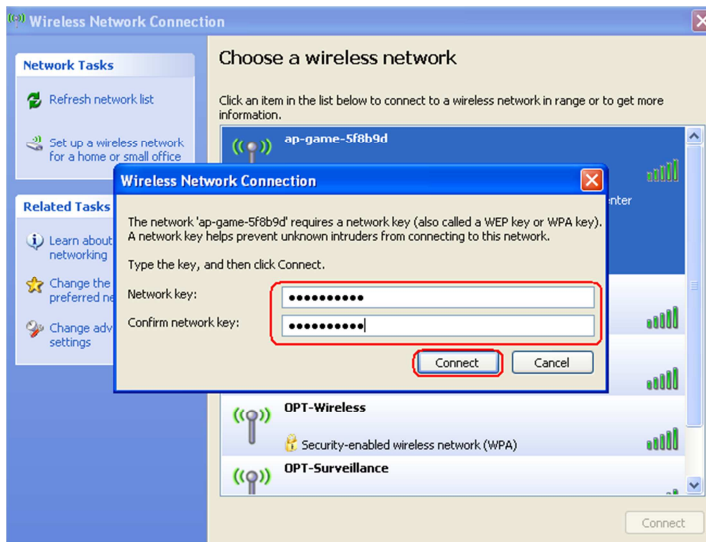 Wireless Network Connection
Network Tasks
Refresh network list
Set up a wireless network
for a home or small office
Related Tasks
Learn about
networking
Change the
preferred ne
Change adv
settings
Choose a wireless network
Click an item in the list below to connect to a wireless network in range or to get more
information.
ap-game-5f8b9d
enter
Wireless Network Connection
The network 'ap-game-5f8b9d' requires a network key (also called a WEP key or WPA key).
A network key helps prevent unknown intruders from connecting to this network.
Type the key, and then click Connect.
Network key: ●●●●●●●●●●
Confirm network key: ●●●●●●●●●●
Connect Cancel
OPT-Wireless
Security-enabled wireless network (WPA)
OPT-Surveillance
Connect